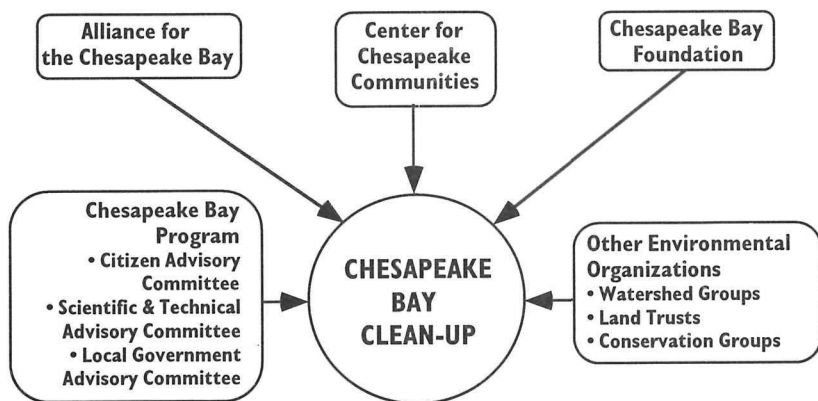 Alliance for
the Chesapeake Bay
Center for
Chesapeake
Communities
Chesapeake Bay
Foundation
Chesapeake Bay
Program
• Citizen Advisory
Committee
• Scientific & Technical
Advisory Committee
• Local Government
Advisory Committee
CHESAPEAKE
BAY
CLEAN-UP
Other Environmental
Organizations
• Watershed Groups
• Land Trusts
• Conservation Groups